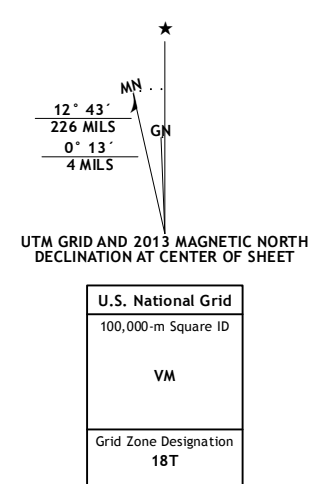 ★
MN
12° 43´
226 MILS
GN
0° 13´
4 MILS
UTM GRID AND 2013 MAGNETIC NORTH
DECLINATION AT CENTER OF SHEET
U.S. National Grid
100,000-m Square ID
VM
Grid Zone Designation
18T